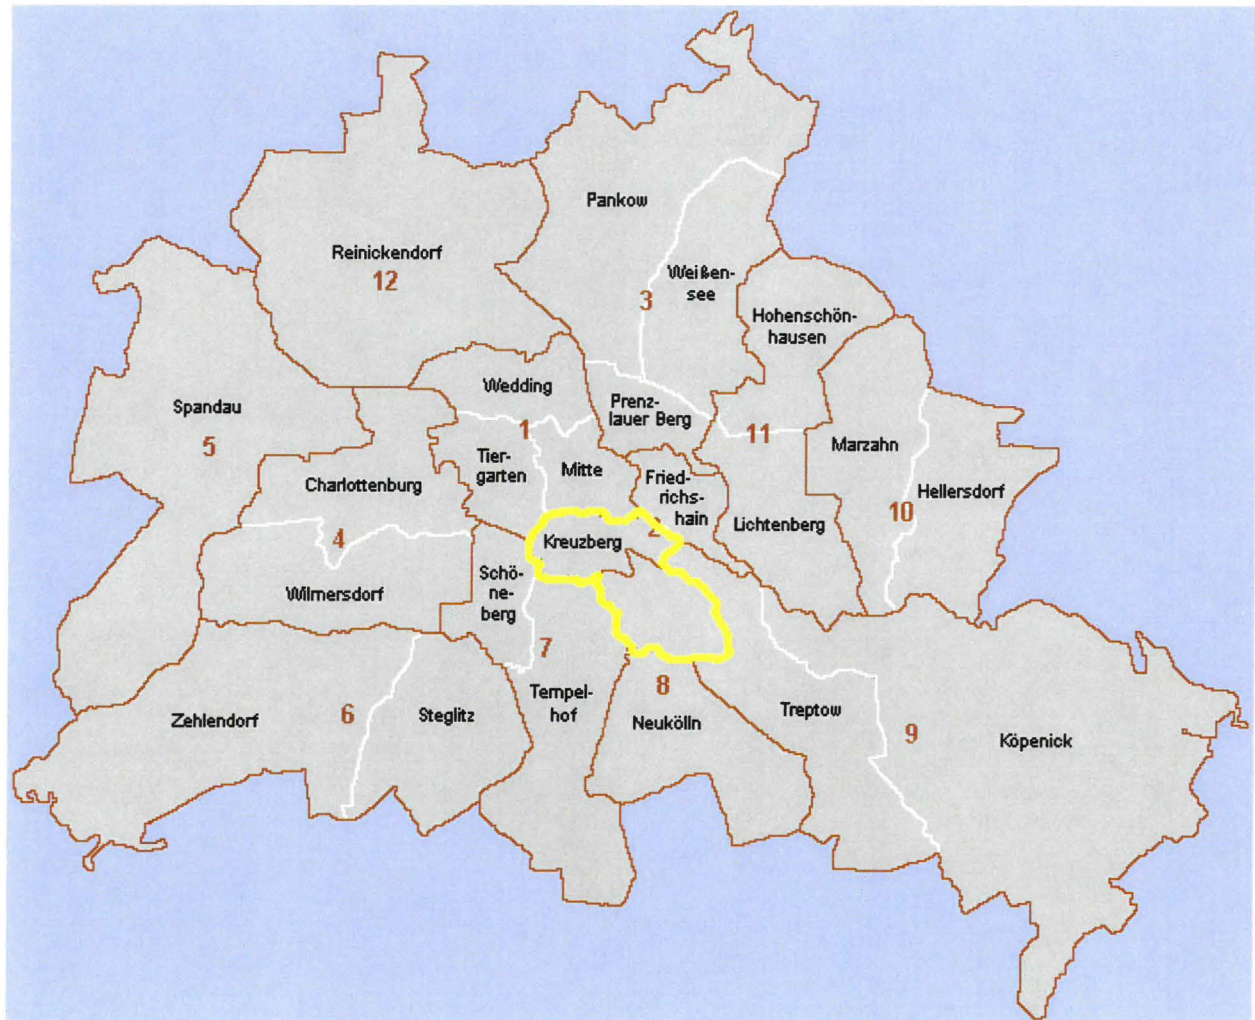 Pankow
Reinickendorf
12
Weißen-
see
3
Hohenschön-
hausen
Wedding
Spandau
5
Prenz-
lauer Berg
1
11
Marzahn
Tier-
garten
Mitte
Fried-
richs-
hain
Charlottenburg
Hellersdorf
10
Lichtenberg
4
2
Kreuzberg
Wilmersdorf
Schö-
ne-
berg
7
8
Tempel-
hof
Neukölln
Treptow
6
Steglitz
Zehlendorf
9
Köpenick